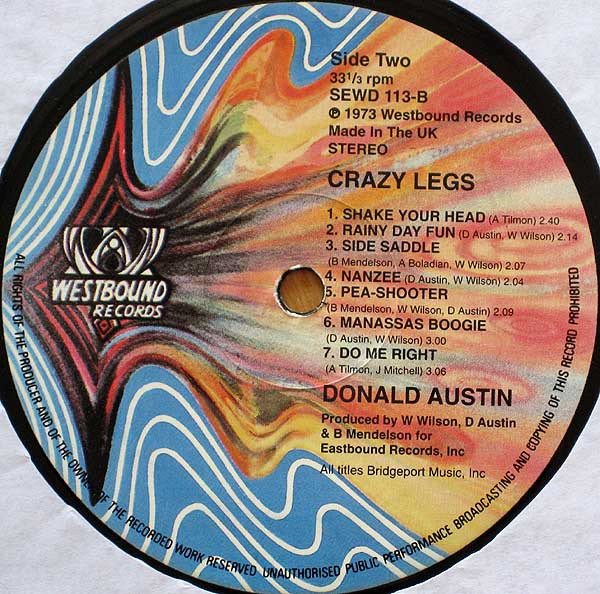 Side Two
33 1/3 rpm
SEWD 113-B
℗ 1973 Westbound Records
Made In The UK
STEREO
CRAZY LEGS
1. SHAKE YOUR HEAD (A Tilmon) 2.40
2. RAINY DAY FUN (D Austin, W Wilson) 2.14
3. SIDE SADDLE
(B Mendelson, A Boladian, W Wilson) 2.07
4. NANZEE (D Austin, W Wilson) 2.04
5. PEA-SHOOTER
(B Mendelson, W Wilson, D Austin) 2.09
6. MANASSAS BOOGIE
(D Austin, W Wilson) 3.00
7. DO ME RIGHT
(A Tilmon, J Mitchell) 3.06
DONALD AUSTIN
Produced by W Wilson, D Austin
& B Mendelson for
Eastbound Records, Inc
All titles Bridgeport Music, Inc
WESTBOUND
RECORDS
ALL RIGHTS OF THE PRODUCER AND OF THE OWNER OF THE RECORDED WORK RESERVED UNAUTHORISED PUBLIC PERFORMANCE BROADCASTING AND COPYING OF THIS RECORD PROHIBITED